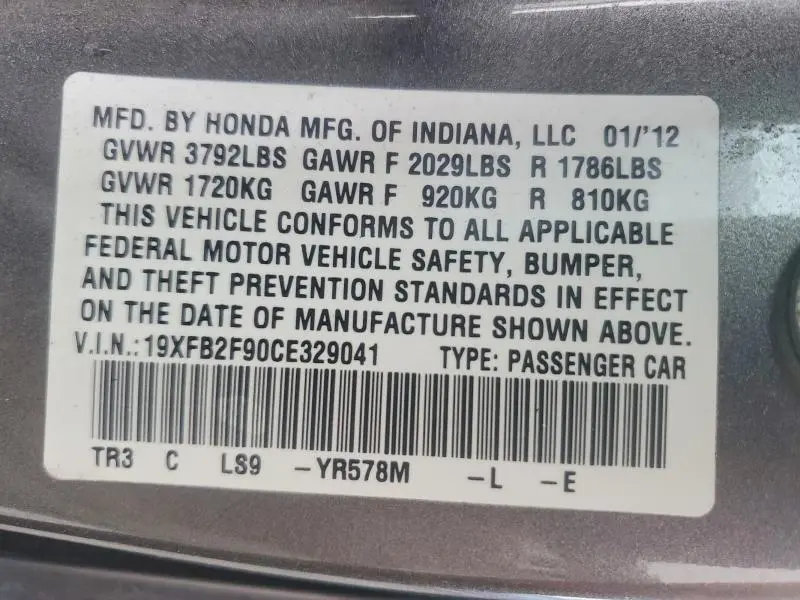 MFD. BY HONDA MFG. OF INDIANA, LLC 01/'12
GVWR 3792LBS GAWR F 2029LBS R 1786LBS
GVWR 1720KG GAWR F 920KG R 810KG
THIS VEHICLE CONFORMS TO ALL APPLICABLE
FEDERAL MOTOR VEHICLE SAFETY, BUMPER,
AND THEFT PREVENTION STANDARDS IN EFFECT
ON THE DATE OF MANUFACTURE SHOWN ABOVE.
V.I.N.:19XFB2F90CE329041 TYPE: PASSENGER CAR
TR3 C LS9 -YR578M -L -E